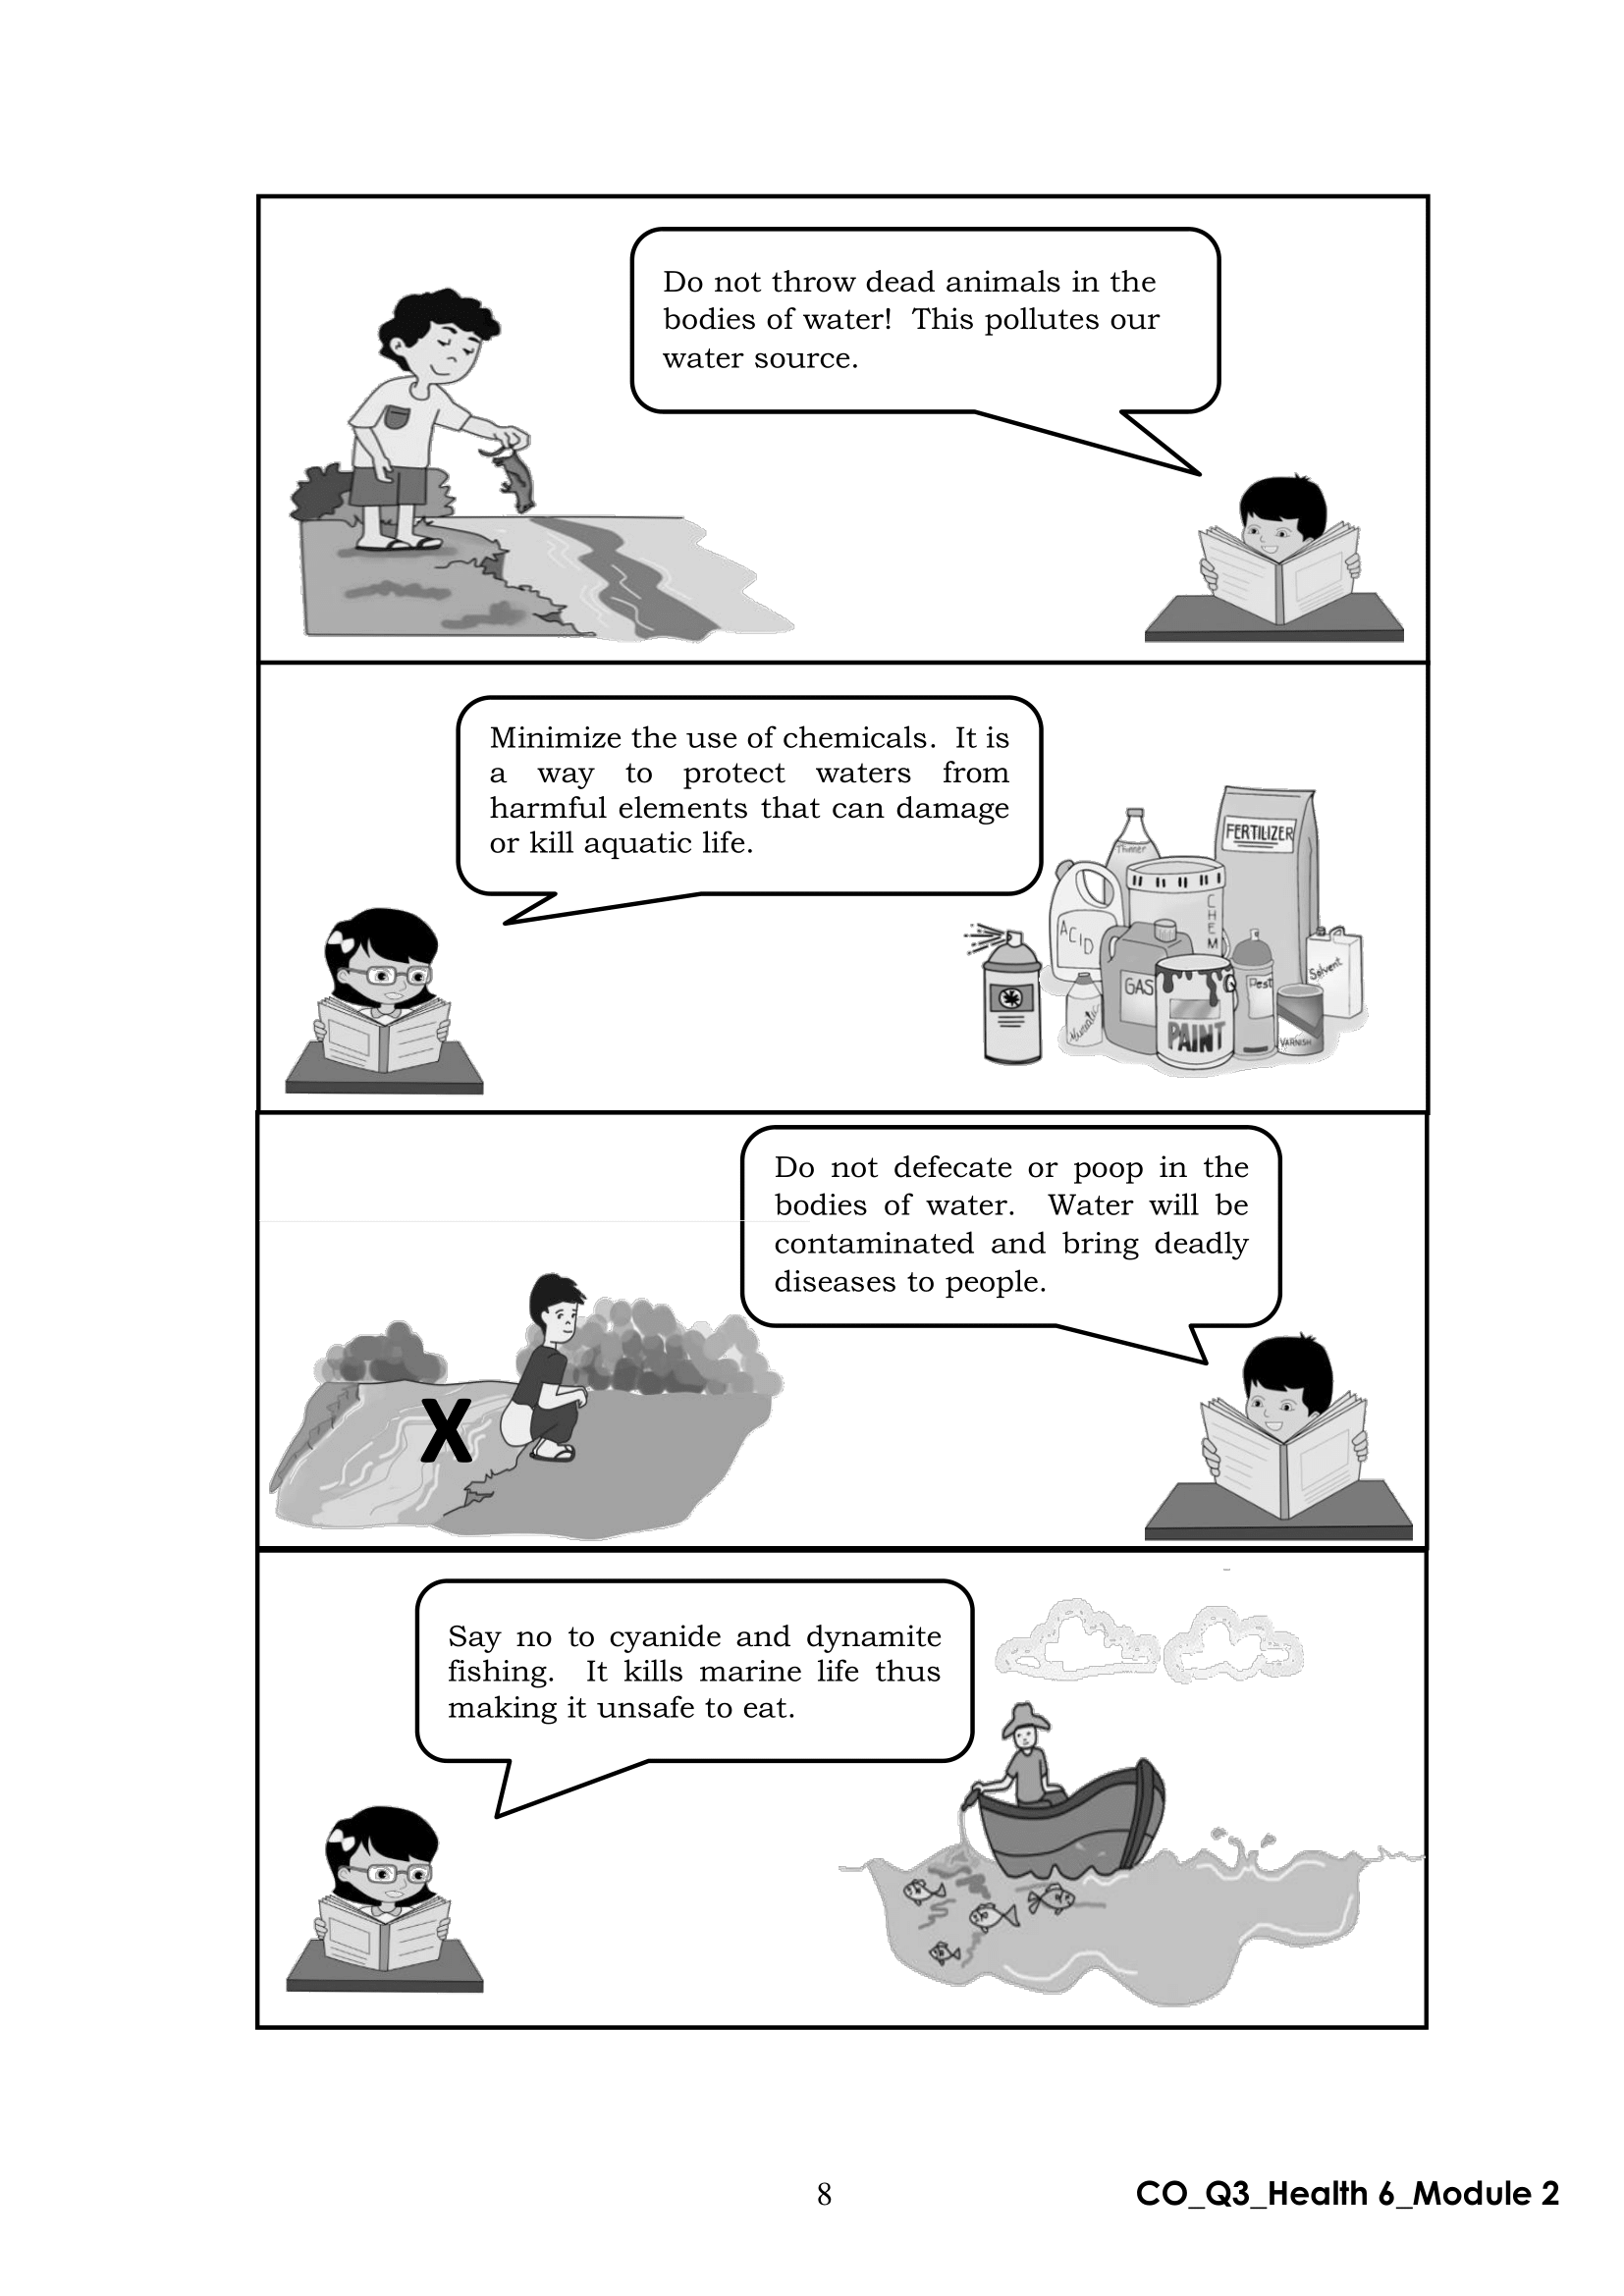 Do not throw dead animals in the
bodies of water!  This pollutes our
water source.
Minimize the use of chemicals.  It is
a way to protect waters from
harmful elements that can damage
or kill aquatic life.
Thinner
FERTILIZER
ACID
CHEM
GAS
Muriatic
PAINT
Pest
VARNISH
Solvent
Do not defecate or poop in the
bodies of water.  Water will be
contaminated and bring deadly
diseases to people.
X
Say no to cyanide and dynamite
fishing.  It kills marine life thus
making it unsafe to eat.
8
CO_Q3_Health 6_Module 2